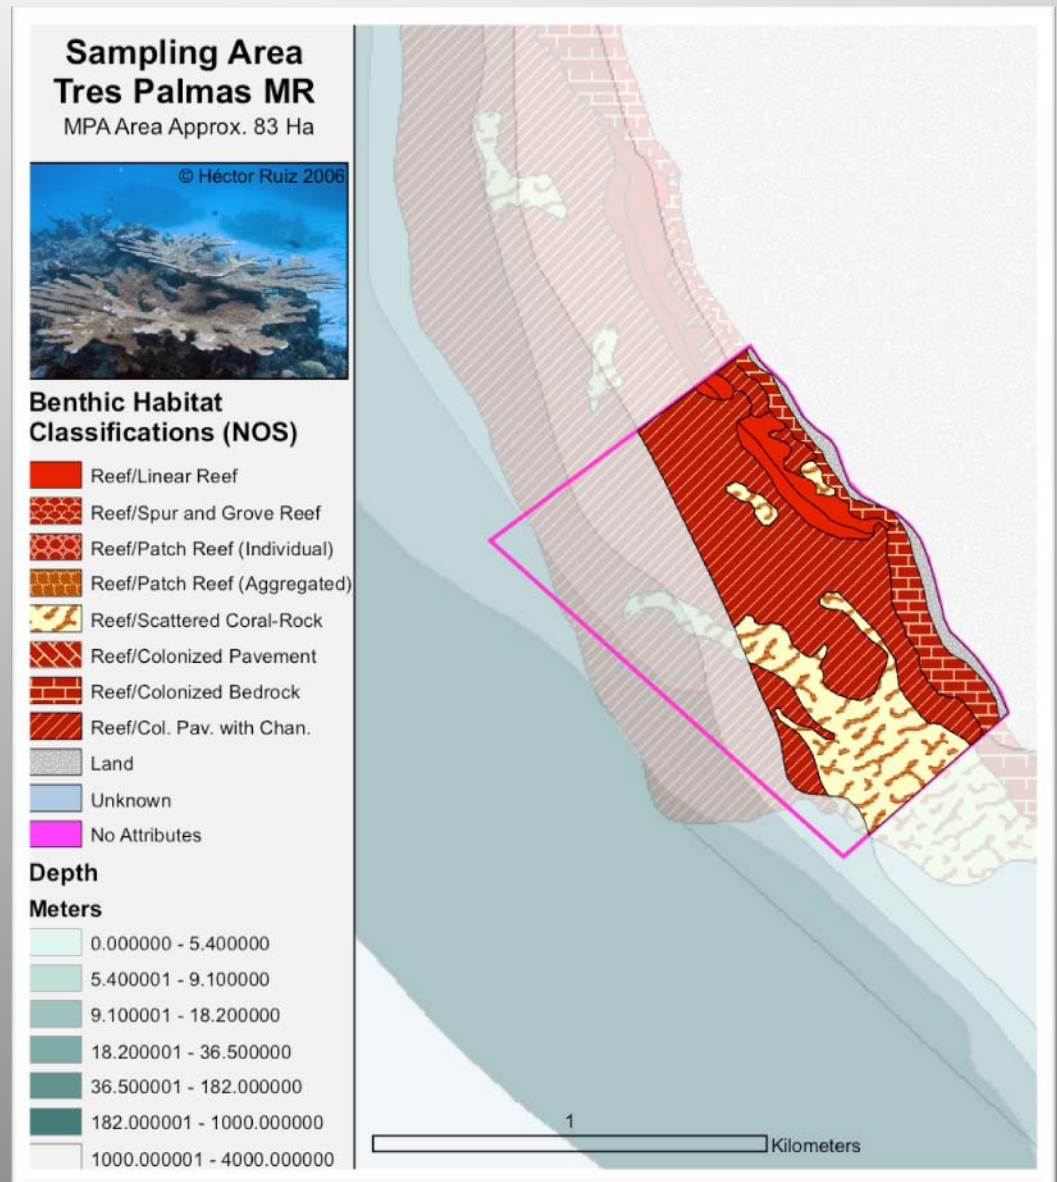 Sampling Area
Tres Palmas MR
MPA Area Approx. 83 Ha
© Héctor Ruiz 2006
Benthic Habitat
Classifications (NOS)
Reef/Linear Reef
Reef/Spur and Grove Reef
Reef/Patch Reef (Individual)
Reef/Patch Reef (Aggregated)
Reef/Scattered Coral-Rock
Reef/Colonized Pavement
Reef/Colonized Bedrock
Reef/Col. Pav. with Chan.
Land
Unknown
No Attributes
Depth
Meters
0.000000 - 5.400000
5.400001 - 9.100000
9.100001 - 18.200000
18.200001 - 36.500000
36.500001 - 182.000000
182.000001 - 1000.000000
1000.000001 - 4000.000000
1
Kilometers